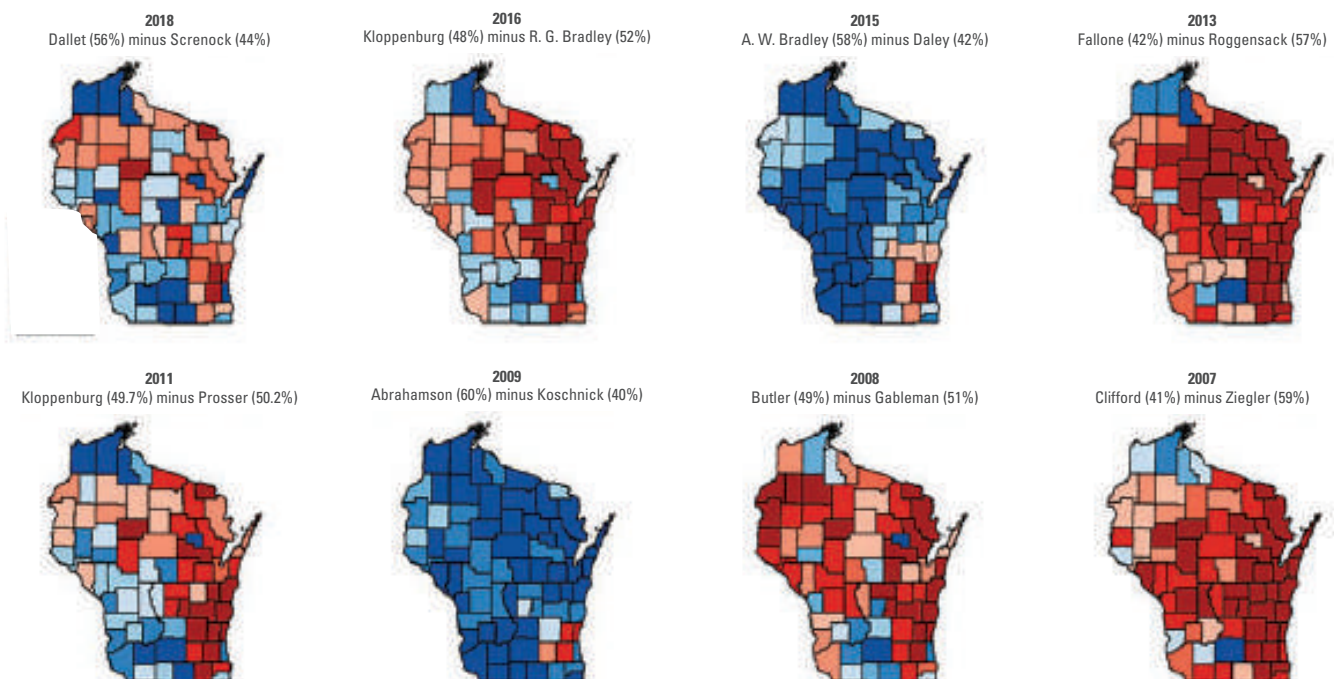 2018
Dallet (56%) minus Screnock (44%)
2016
Kloppenburg (48%) minus R. G. Bradley (52%)
2015
A. W. Bradley (58%) minus Daley (42%)
2013
Fallone (42%) minus Roggensack (57%)
2011
Kloppenburg (49.7%) minus Prosser (50.2%)
2009
Abrahamson (60%) minus Koschnick (40%)
2008
Butler (49%) minus Gableman (51%)
2007
Clifford (41%) minus Ziegler (59%)